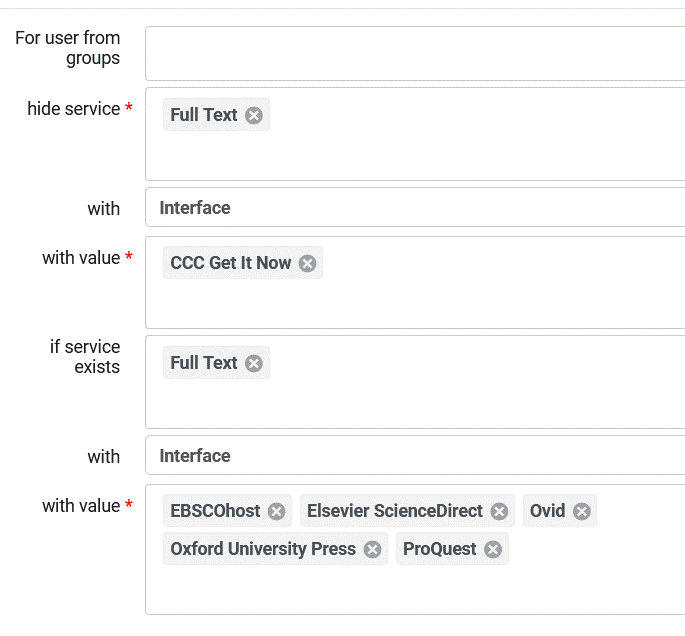 For user from
groups
hide service *
Full Text
with
Interface
with value *
CCC Get It Now
if service
exists
Full Text
with
Interface
with value *
EBSCOhost Elsevier ScienceDirect Ovid
Oxford University Press ProQuest